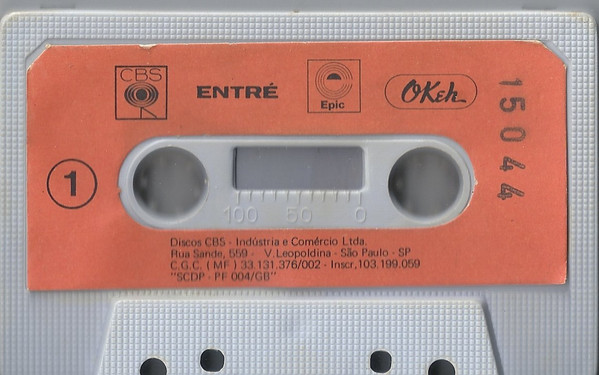 CBS
ENTRÉ
Epic
OKeh
15044
1
100 50 0
Discos CBS - Indústria e Comércio Ltda.
Rua Sande, 559 - V. Leopoldina - São Paulo - SP
C.G.C. ( MF ) 33.131.376/002 - Inscr. 103.199.059
"SCDP - PF 004/GB"